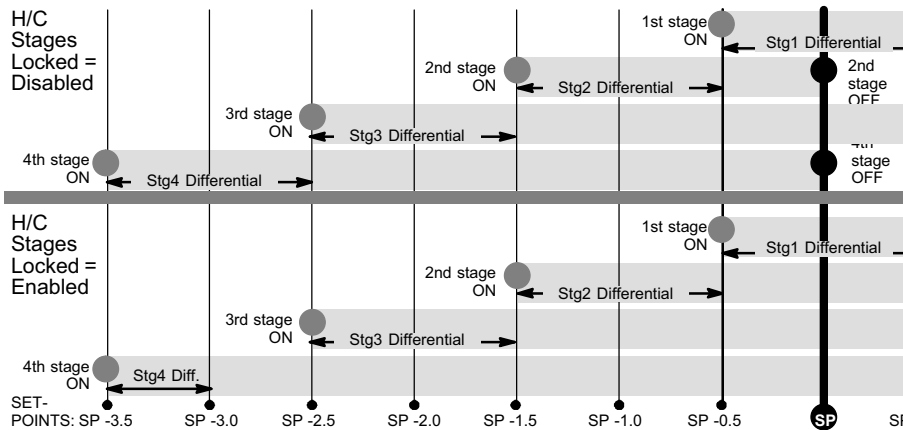 H/C
Stages
Locked =
Disabled
1st stage
ON
Stg1 Differential
2nd stage
ON
Stg2 Differential
2nd
stage
OFF
3rd stage
ON
Stg3 Differential
4th stage
ON
Stg4 Differential
4th
stage
OFF
H/C
Stages
Locked =
Enabled
1st stage
ON
Stg1 Differential
2nd stage
ON
Stg2 Differential
3rd stage
ON
Stg3 Differential
4th stage
ON
Stg4 Diff.
SET-
POINTS: SP -3.5 SP -3.0 SP -2.5 SP -2.0 SP -1.5 SP -1.0 SP -0.5 SP SP